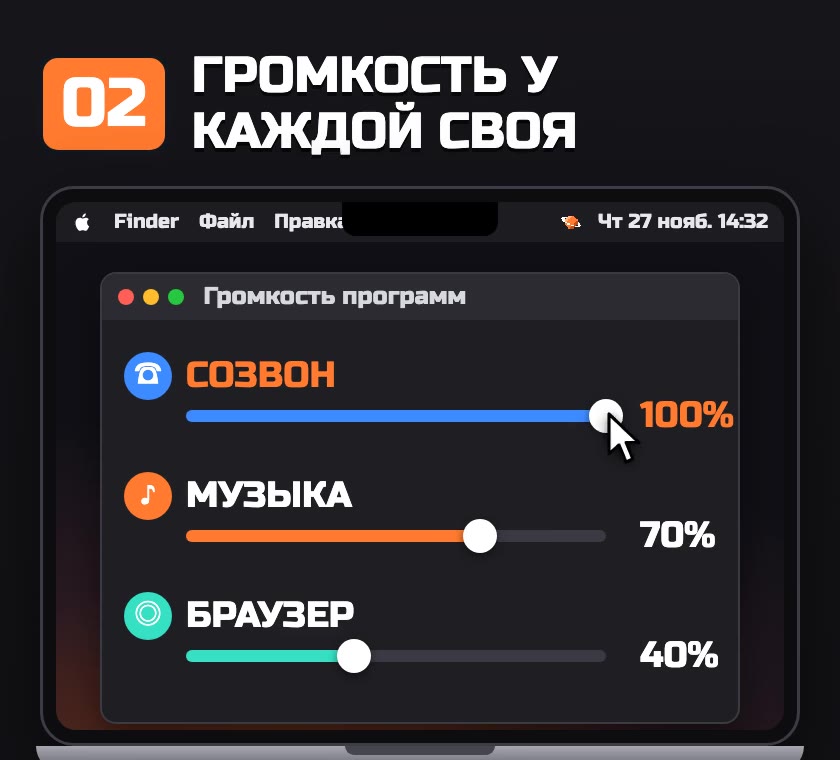 02
ГРОМКОСТЬ У
КАЖДОЙ СВОЯ
Finder Файл Правка Чт 27 нояб. 14:32
Громкость программ
СОЗВОН
100%
МУЗЫКА
70%
БРАУЗЕР
40%